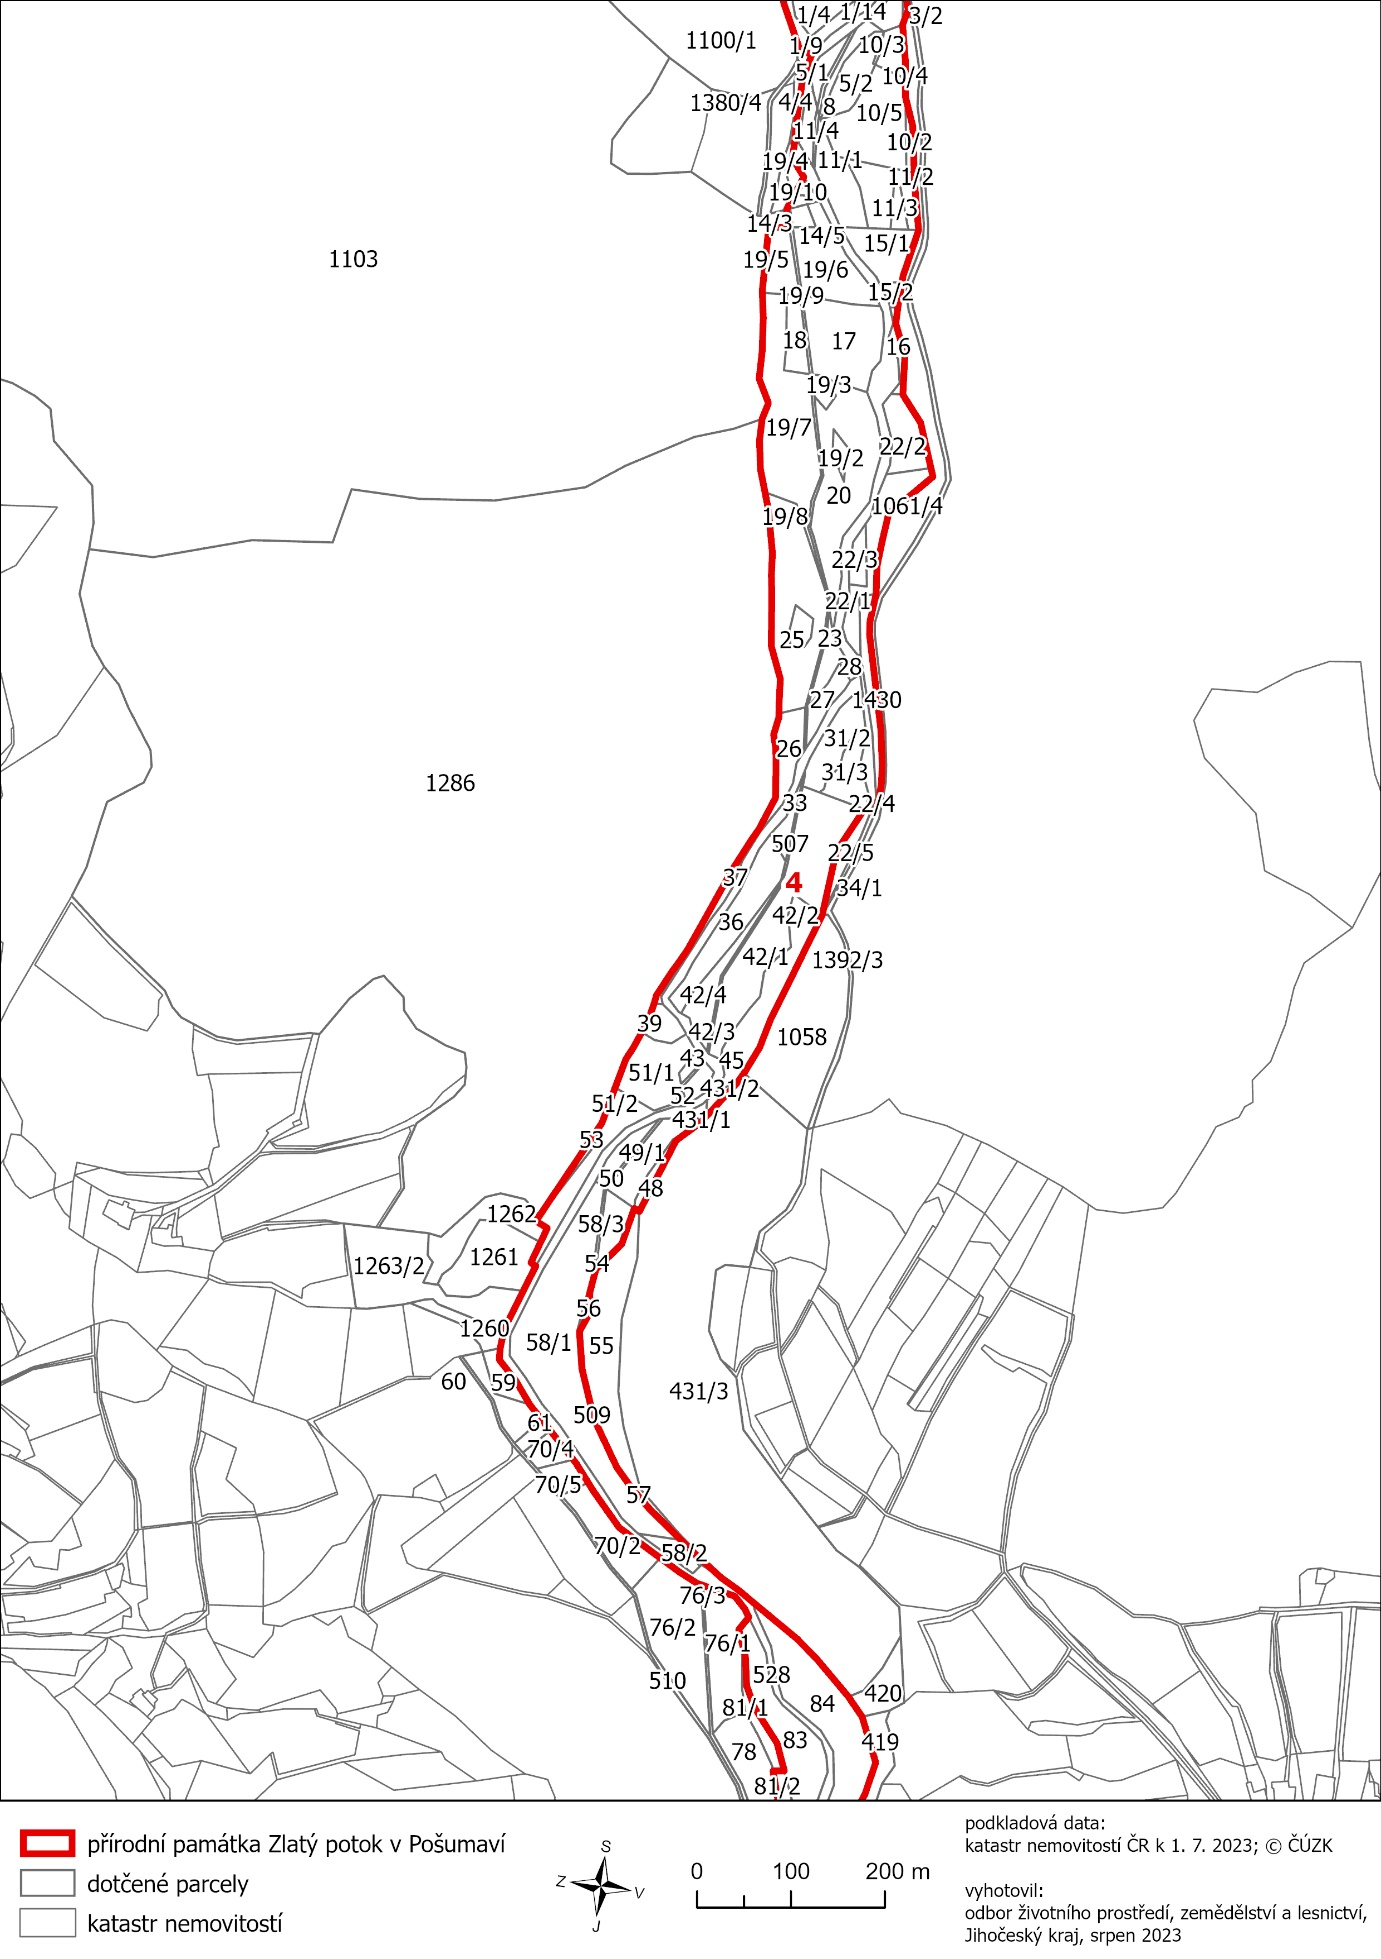 1/4 1/14 3/2
1100/1 1/9 10/3
5/1 5/2 10/4
1380/4 4/4 8 10/5
11/4 10/2
19/4 11/1 11/2
19/10 11/3
14/3 14/5 15/1
1103 19/5 19/6
19/9 15/2
18 17 16
19/3
19/7 22/2
19/2
20 1061/4
19/8
22/3
22/1
25 23
28
27 1430
26 31/2
1286 31/3
33 22/4
507 22/5
37 4 34/1
36 42/2
42/1 1392/3
42/4
39 42/3 1058
43 45
51/1
52 431/2
51/2 431/1
53 49/1
50 48
1262 58/3
1261 1263/2 54
56
1260 58/1 55
60 59 431/3
61 509
70/4
70/5 57
70/2 58/2
76/3
76/2 76/1
510 528
81/1 84 420
78 83 419
81/2
přírodní památka Zlatý potok v Pošumaví
dotčené parcely
katastr nemovitostí
S
Z V
J
0 100 200 m
podkladová data:
katastr nemovitostí ČR k 1. 7. 2023; © ČÚZK
vyhotovil:
odbor životního prostředí, zemědělství a lesnictví,
Jihočeský kraj, srpen 2023